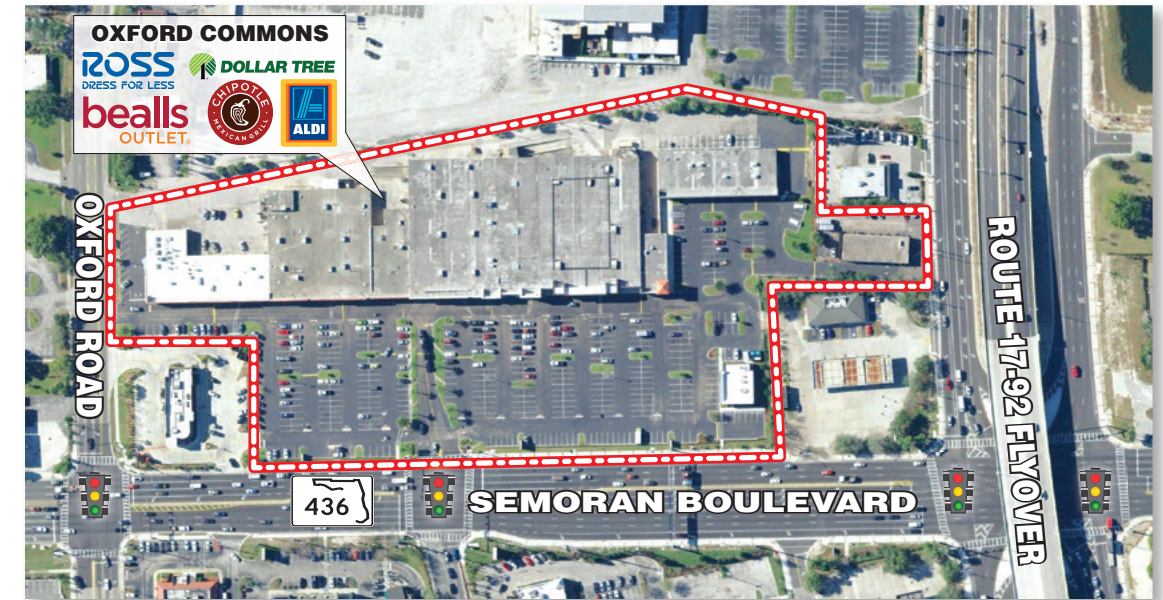 OXFORD COMMONS
ROSS
DRESS FOR LESS
DOLLAR TREE
bealls
OUTLET
CHIPOTLE
MEXICAN GRILL
ALDI
OXFORD ROAD
ROUTE 17-92 FLYOVER
436
SEMORAN BOULEVARD